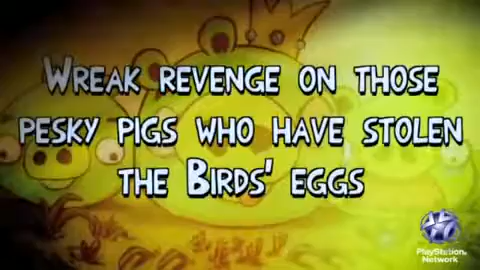 Wreak revenge on those
pesky pigs who have stolen
the Birds' eggs
PlayStation®
Network